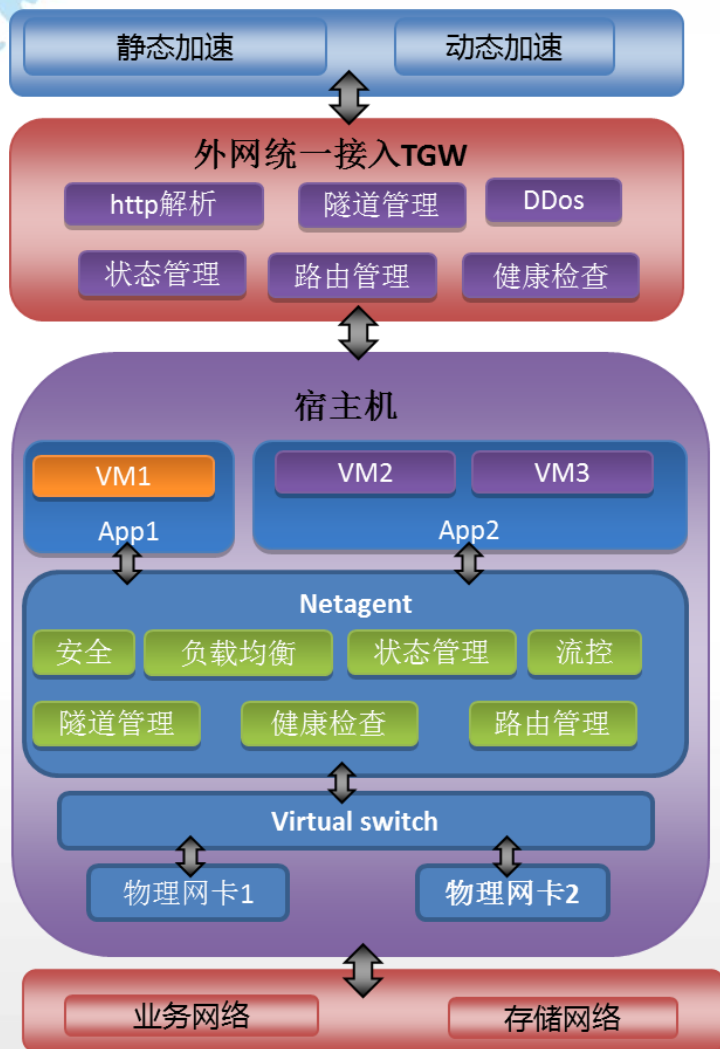 静态加速 动态加速
外网统一接入TGW
http解析 隧道管理 DDos
状态管理 路由管理 健康检查
宿主机
VM1 VM2 VM3
App1 App2
Netagent
安全 负载均衡 状态管理 流控
隧道管理 健康检查 路由管理
Virtual switch
物理网卡1 物理网卡2
业务网络 存储网络